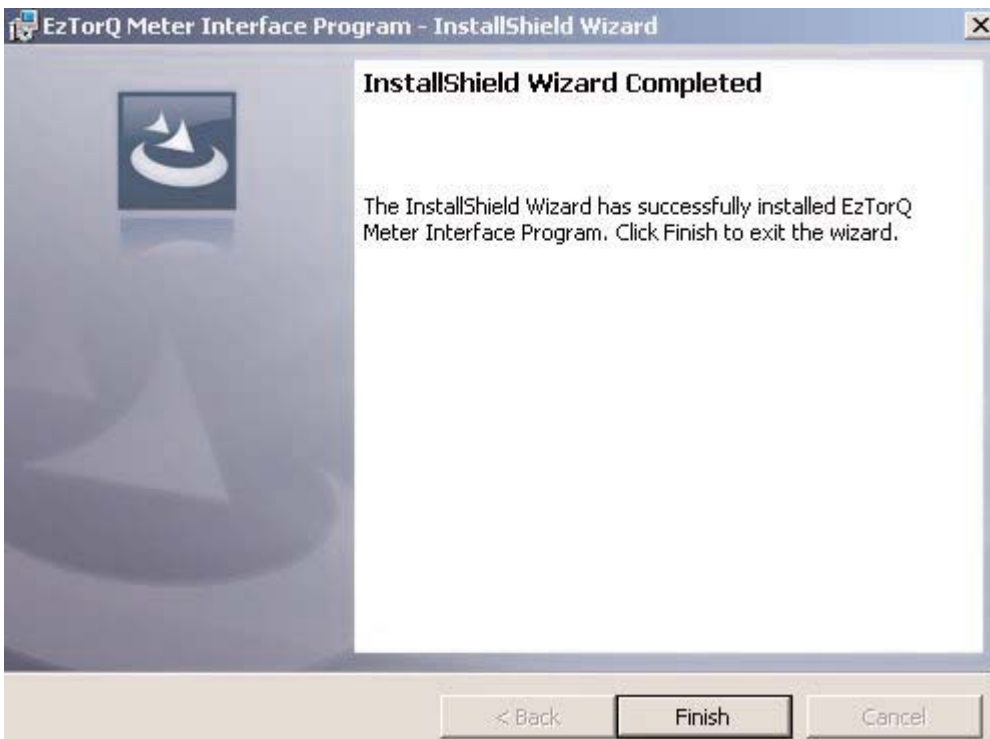 EzTorQ Meter Interface Program - InstallShield Wizard
InstallShield Wizard Completed
The InstallShield Wizard has successfully installed EzTorQ
Meter Interface Program. Click Finish to exit the wizard.
< Back
Finish
Cancel